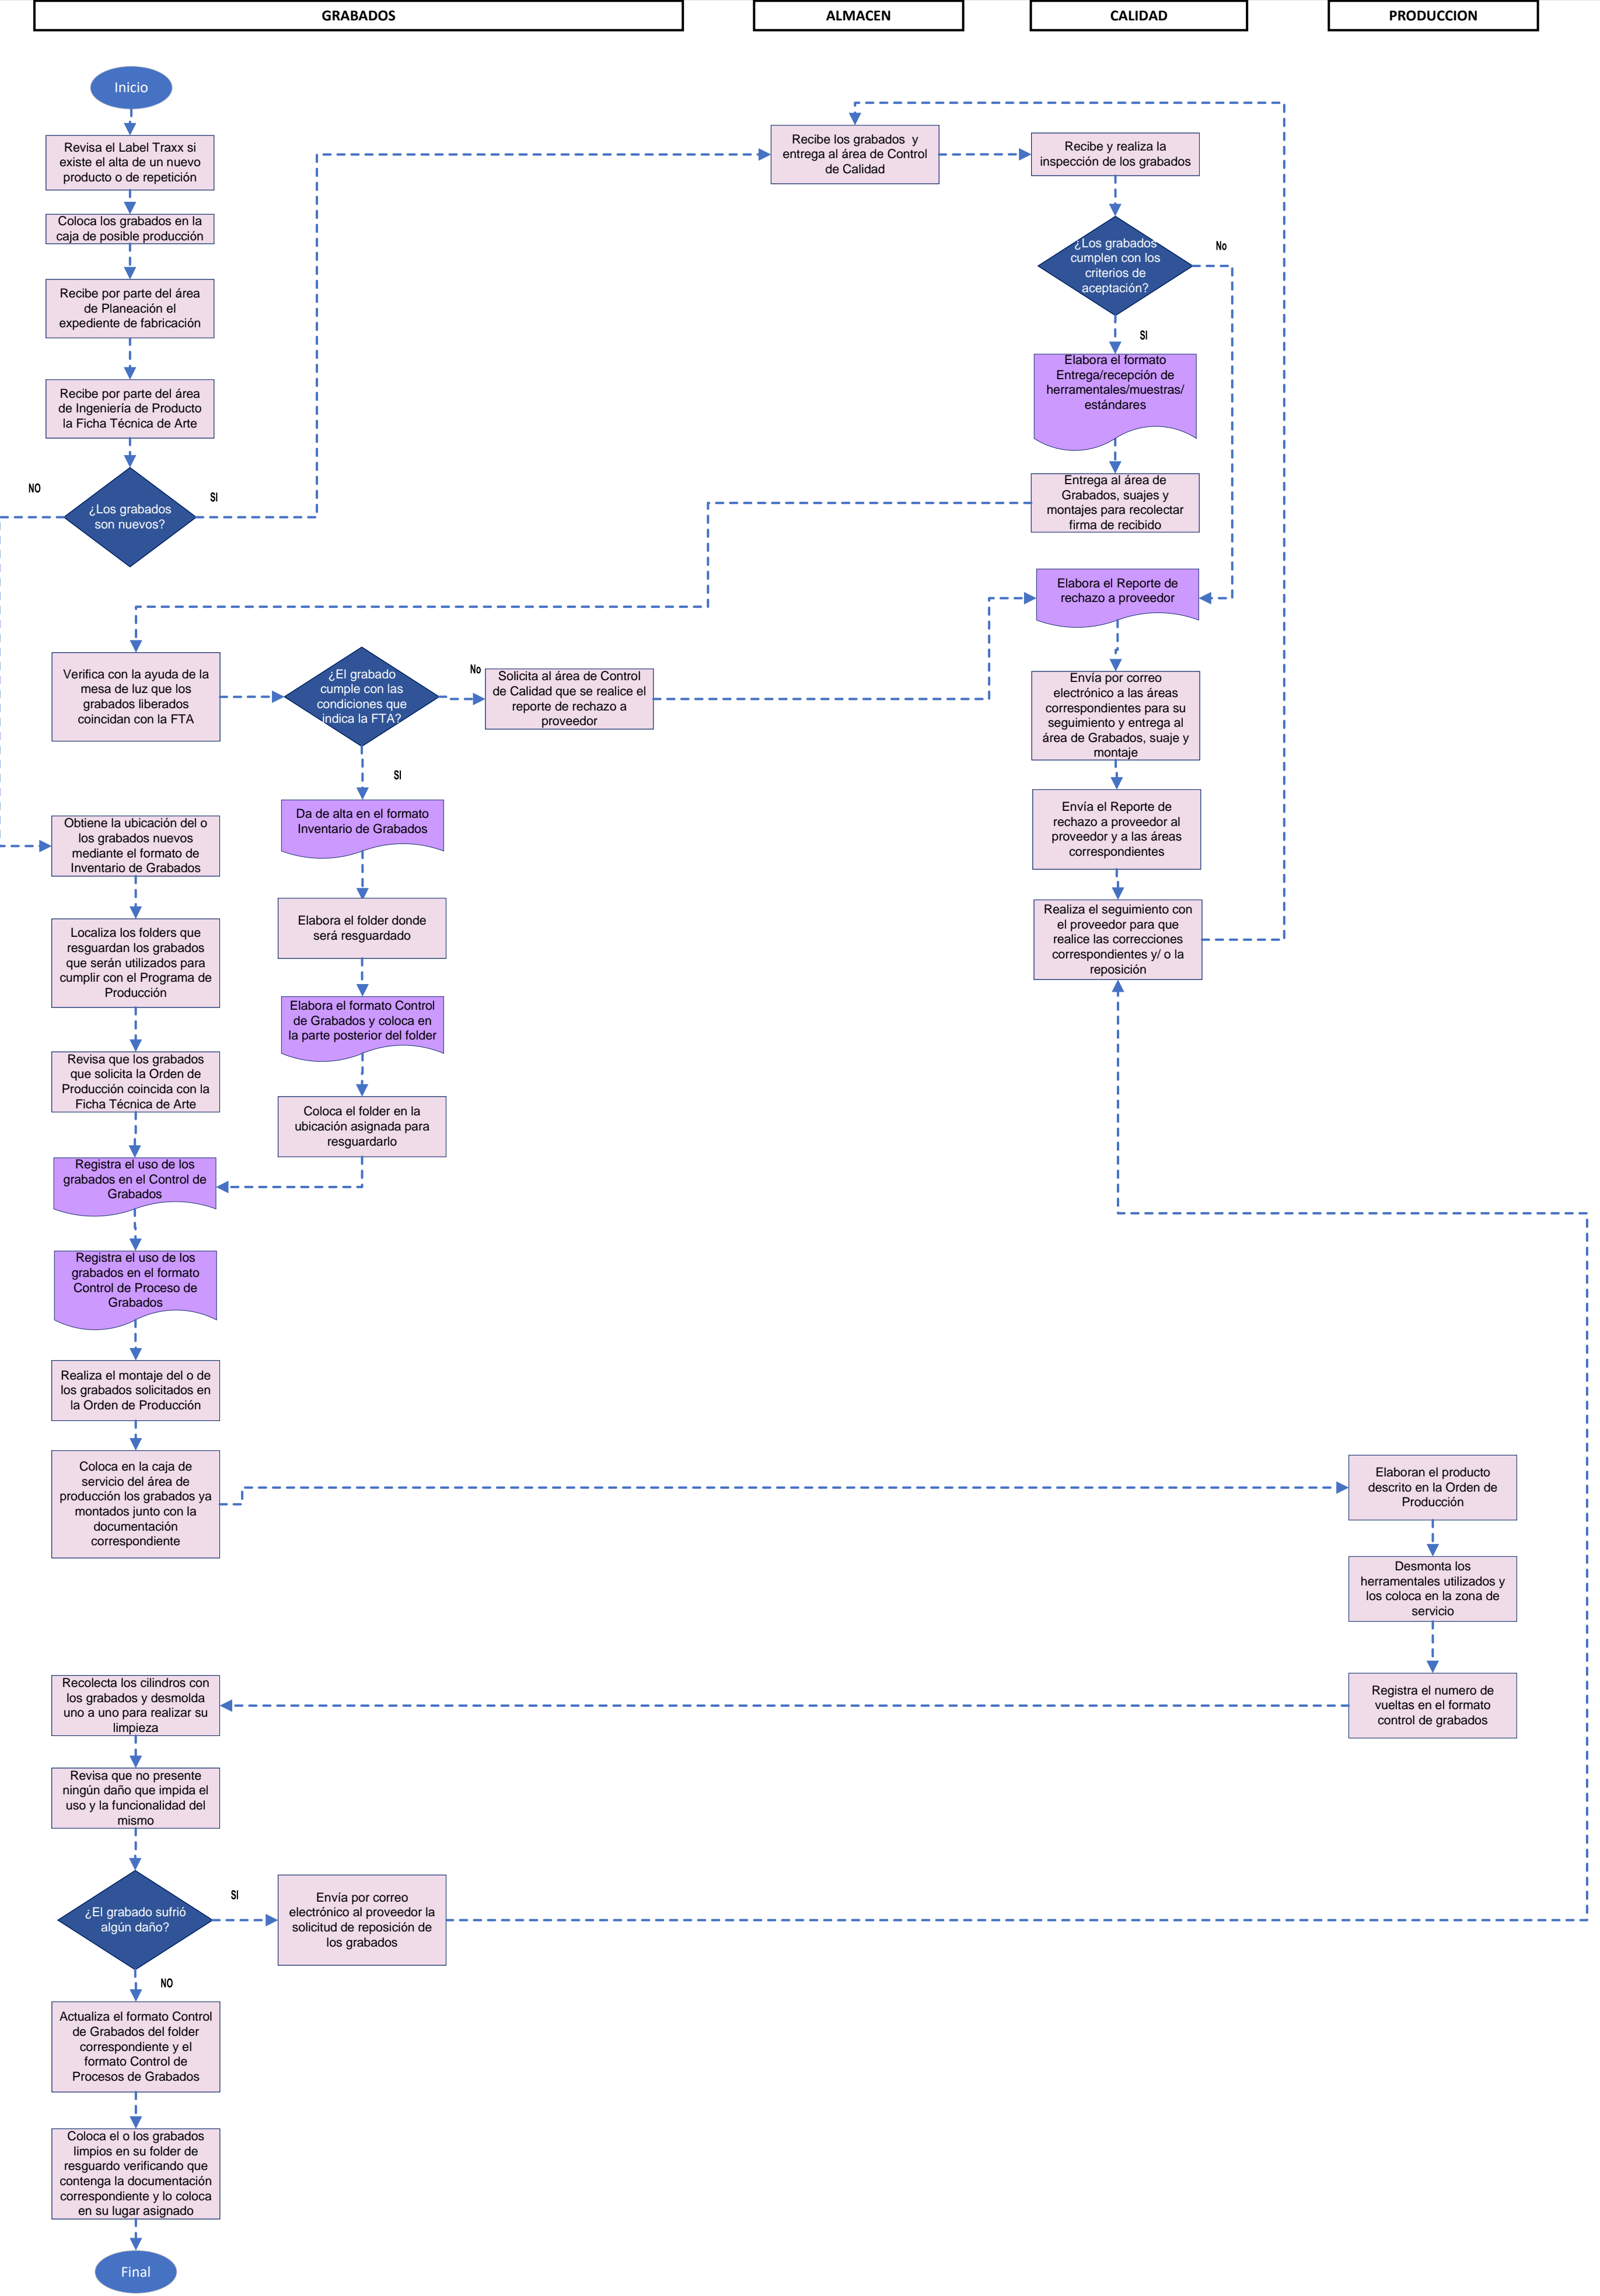 GRABADOS
ALMACEN
CALIDAD
PRODUCCION
Inicio
Revisa el Label Traxx si
existe el alta de un nuevo
producto o de repetición
Coloca los grabados en la
caja de posible producción
Recibe por parte del área
de Planeación el
expediente de fabricación
Recibe por parte del área
de Ingeniería de Producto
la Ficha Técnica de Arte
NO
¿Los grabados
son nuevos?
SI
Recibe los grabados y
entrega al área de Control
de Calidad
Recibe y realiza la
inspección de los grabados
¿Los grabados
cumplen con los
criterios de
aceptación?
No
SI
Elabora el formato
Entrega/recepción de
herramentales/muestras/
estándares
Entrega al área de
Grabados, suajes y
montajes para recolectar
firma de recibido
Elabora el Reporte de
rechazo a proveedor
Verifica con la ayuda de la
mesa de luz que los
grabados liberados
coincidan con la FTA
¿El grabado
cumple con las
condiciones que
indica la FTA?
No
Solicita al área de Control
de Calidad que se realice el
reporte de rechazo a
proveedor
SI
Envía por correo
electrónico a las áreas
correspondientes para su
seguimiento y entrega al
área de Grabados, suaje y
montaje
Envía el Reporte de
rechazo a proveedor al
proveedor y a las áreas
correspondientes
Realiza el seguimiento con
el proveedor para que
realice las correcciones
correspondientes y/ o la
reposición
Da de alta en el formato
Inventario de Grabados
Elabora el folder donde
será resguardado
Elabora el formato Control
de Grabados y coloca en
la parte posterior del folder
Coloca el folder en la
ubicación asignada para
resguardarlo
Obtiene la ubicación del o
los grabados nuevos
mediante el formato de
Inventario de Grabados
Localiza los folders que
resguardan los grabados
que serán utilizados para
cumplir con el Programa de
Producción
Revisa que los grabados
que solicita la Orden de
Producción coincida con la
Ficha Técnica de Arte
Registra el uso de los
grabados en el Control de
Grabados
Registra el uso de los
grabados en el formato
Control de Proceso de
Grabados
Realiza el montaje del o de
los grabados solicitados en
la Orden de Producción
Coloca en la caja de
servicio del área de
producción los grabados ya
montados junto con la
documentación
correspondiente
Elaboran el producto
descrito en la Orden de
Producción
Desmonta los
herramentales utilizados y
los coloca en la zona de
servicio
Registra el numero de
vueltas en el formato
control de grabados
Recolecta los cilindros con
los grabados y desmolda
uno a uno para realizar su
limpieza
Revisa que no presente
ningún daño que impida el
uso y la funcionalidad del
mismo
¿El grabado sufrió
algún daño?
SI
Envía por correo
electrónico al proveedor la
solicitud de reposición de
los grabados
NO
Actualiza el formato Control
de Grabados del folder
correspondiente y el
formato Control de
Procesos de Grabados
Coloca el o los grabados
limpios en su folder de
resguardo verificando que
contenga la documentación
correspondiente y lo coloca
en su lugar asignado
Final